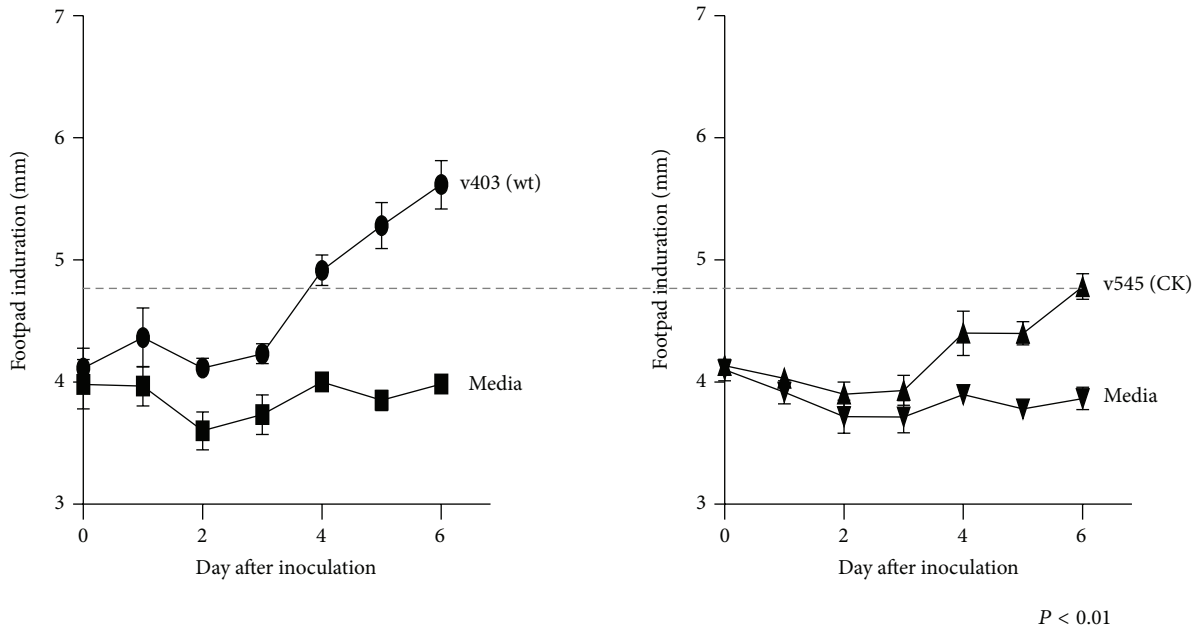 7
6
5
4
3
Footpad induration (mm)
v403 (wt)
Media
0 2 4 6
Day after inoculation
7
6
5
4
3
Footpad induration (mm)
v545 (CK)
Media
0 2 4 6
Day after inoculation
P < 0.01